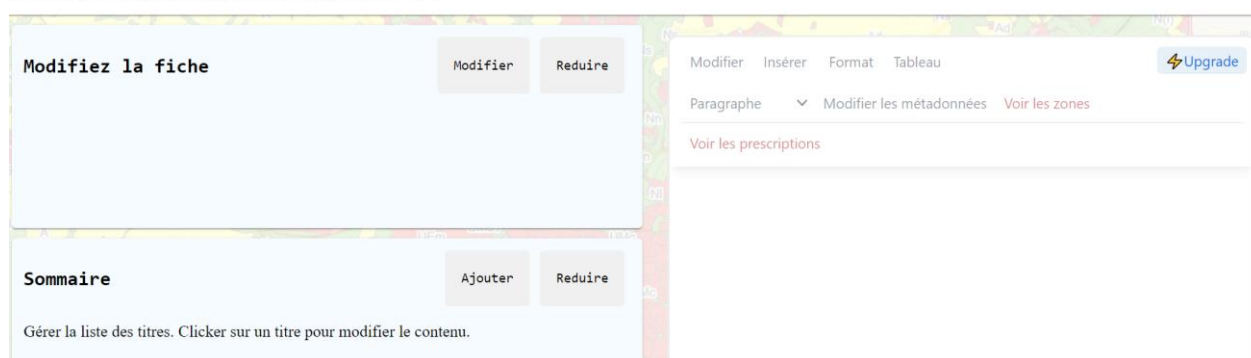 Modifiez la fiche
Modifier
Reduire
Sommaire
Ajouter
Reduire
Gérer la liste des titres. Clicker sur un titre pour modifier le contenu.
Modifier Insérer Format Tableau
⚡Upgrade
Paragraphe Modifier les métadonnées Voir les zones
Voir les prescriptions